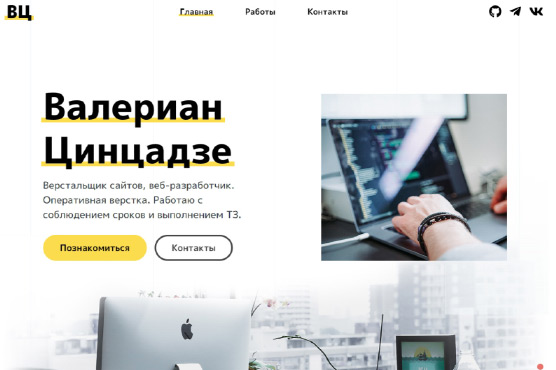 ВЦ
Главная
Работы
Контакты
Валериан
Цинцадзе
Верстальщик сайтов, веб-разработчик.
Оперативная верстка. Работаю с
соблюдением сроков и выполнением ТЗ.
Познакомиться
Контакты